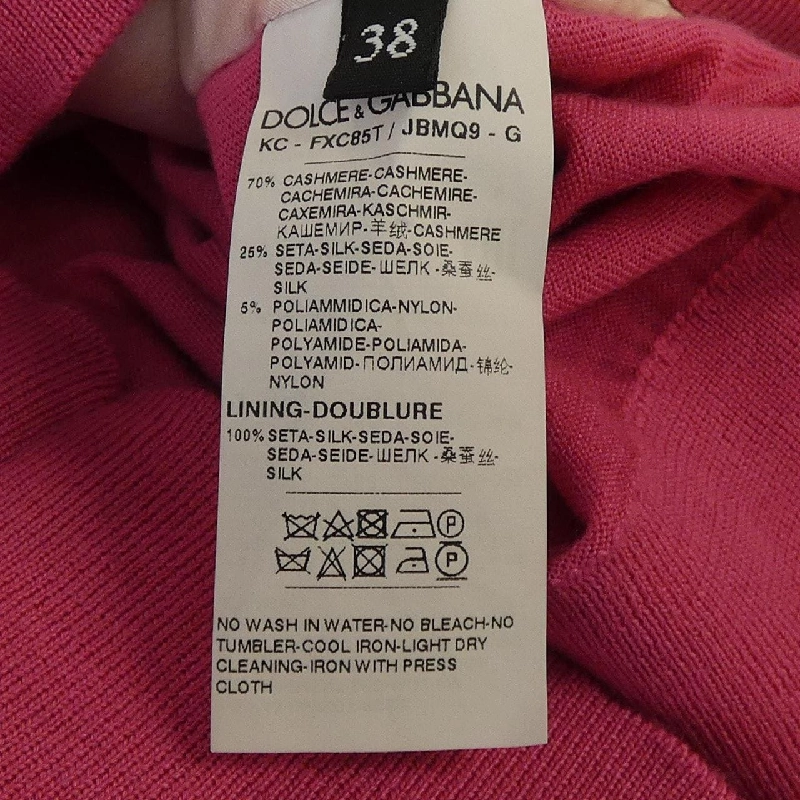 38
DOLCE & GABBANA
KC - FXC85T / JBMQ9 - G
70% CASHMERE-CASHMERE-
CACHEMIRA-CACHEMIRE-
CAXEMIRA-KASCHMIR-
КАШЕМИР-羊绒-CASHMERE
25% SETA-SILK-SEDA-SOIE-
SEDA-SEIDE-ШЕЛК-桑蚕丝-
SILK
5% POLIAMMIDICA-NYLON-
POLIAMIDICA-
POLYAMIDE-POLIAMIDA-
POLYAMID-ПОЛИАМИД-锦纶-
NYLON
LINING-DOUBLURE
100% SETA-SILK-SEDA-SOIE-
SEDA-SEIDE-ШЕЛК-桑蚕丝-
SILK
P
P
NO WASH IN WATER-NO BLEACH-NO
TUMBLER-COOL IRON-LIGHT DRY
CLEANING-IRON WITH PRESS
CLOTH